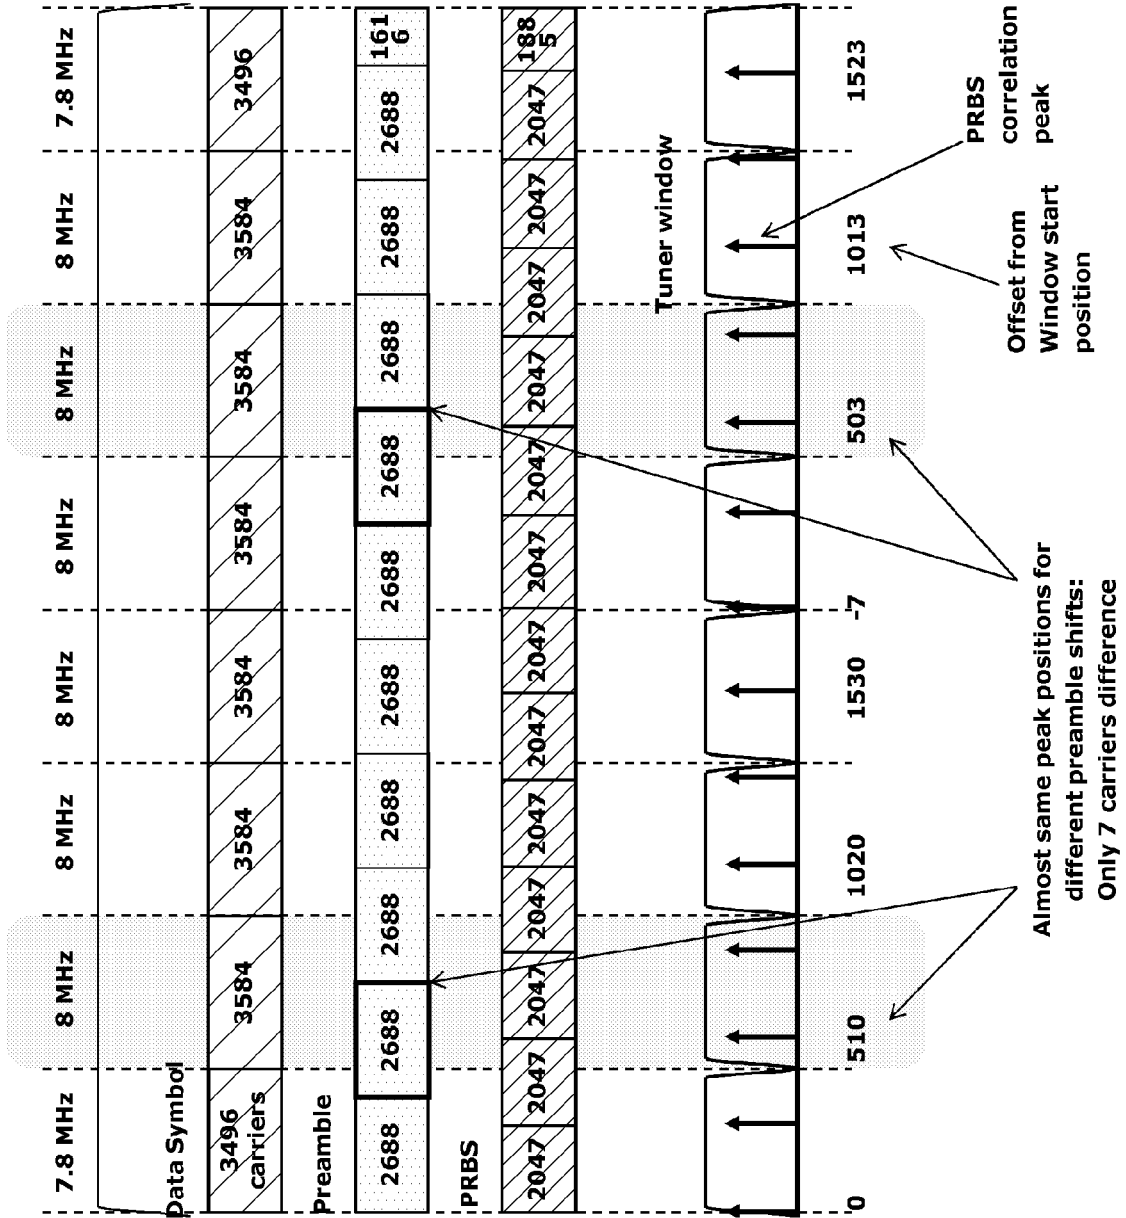 7.8 MHz 8 MHz 8 MHz 8 MHz 8 MHz 8 MHz 8 MHz 7.8 MHz
Data Symbol
3496 carriers 3584 3584 3584 3584 3584 3584 3496
Preamble
2688 2688 2688 2688 2688 2688 2688 2688 2688 2688 161
6
PRBS
2047 2047 2047 2047 2047 2047 2047 2047 2047 2047 2047 2047 2047 188
5
Tuner window
0 510 1020 1530 -7 503 1013 1523
Almost same peak positions for
different preamble shifts:
Only 7 carriers difference
Offset from
Window start
position
PRBS
correlation
peak